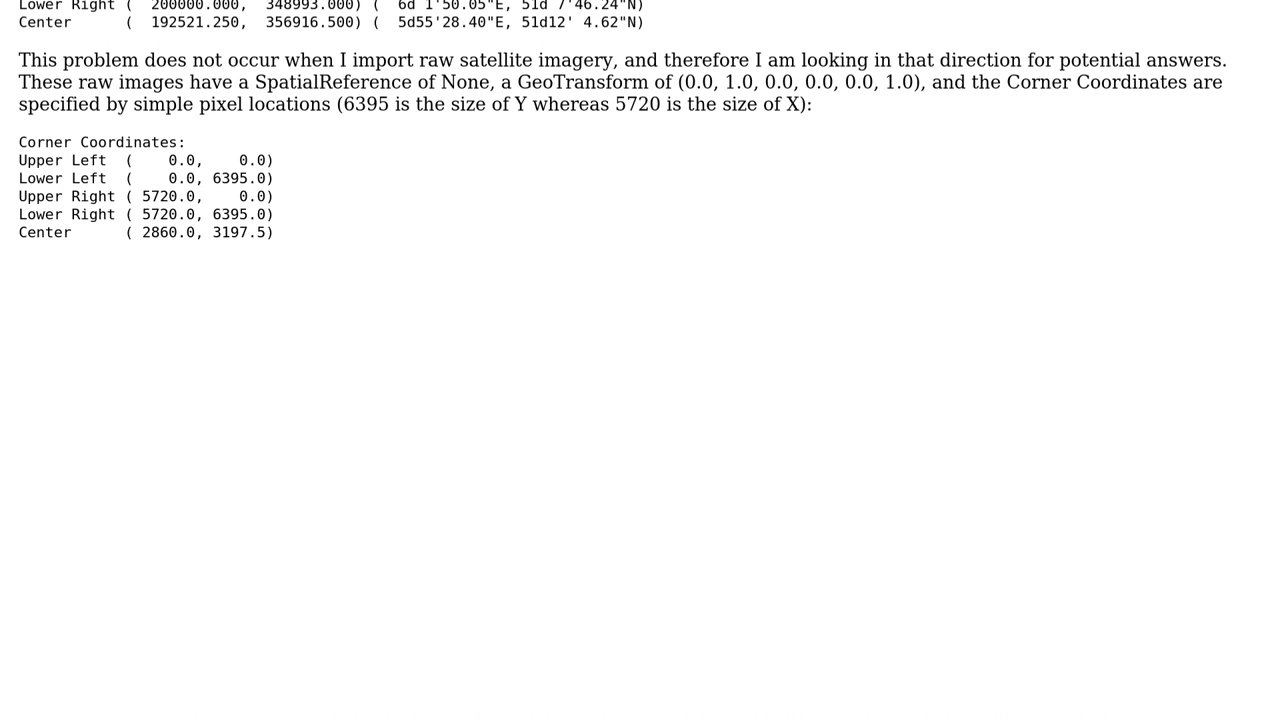 Lower Right (  200000.000,  348993.000) (  6d 1'50.05"E, 51d 7'46.24"N)
Center      (  192521.250,  356916.500) (  5d55'28.40"E, 51d12' 4.62"N)
This problem does not occur when I import raw satellite imagery, and therefore I am looking in that direction for potential answers.
These raw images have a SpatialReference of None, a GeoTransform of (0.0, 1.0, 0.0, 0.0, 0.0, 1.0), and the Corner Coordinates are
specified by simple pixel locations (6395 is the size of Y whereas 5720 is the size of X):
Corner Coordinates:
Upper Left  (    0.0,    0.0)
Lower Left  (    0.0, 6395.0)
Upper Right ( 5720.0,    0.0)
Lower Right ( 5720.0, 6395.0)
Center      ( 2860.0, 3197.5)